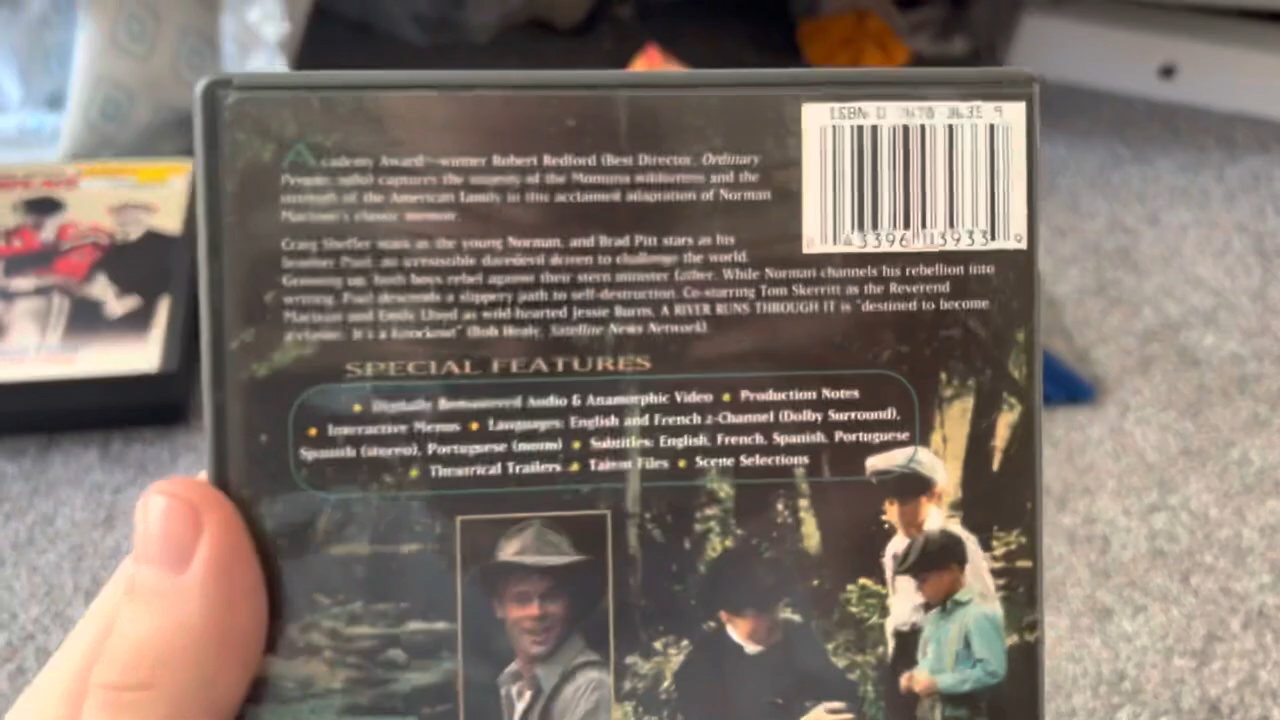 Academy Award winner Robert Redford (Best Director, Ordinary
People, 1980) captures the majesty of the Montana wilderness and the
strength of the American family in this acclaimed adaptation of Norman
Maclean's classic memoir.
Craig Sheffer stars as the young Norman, and Brad Pitt stars as his
brother Paul, an irresistible daredevil driven to challenge the world.
Growing up, both boys rebel against their stern minister father. While Norman channels his rebellion into
writing, Paul descends a slippery path to self-destruction. Co-starring Tom Skerritt as the Reverend
Maclean and Emily Lloyd as wild-hearted Jessie Burns, A RIVER RUNS THROUGH IT is "destined to become
a classic. It's a knockout" (Bob Healy, Satellite News Network)
ISBN 0
43396 13933 9
SPECIAL FEATURES
Digitally Remastered Audio & Anamorphic Video • Production Notes
• Interactive Menus • Languages: English and French 2-Channel (Dolby Surround),
Spanish (stereo), Portuguese (mono) • Subtitles: English, French, Spanish, Portuguese
• Theatrical Trailers • Talent Files • Scene Selections